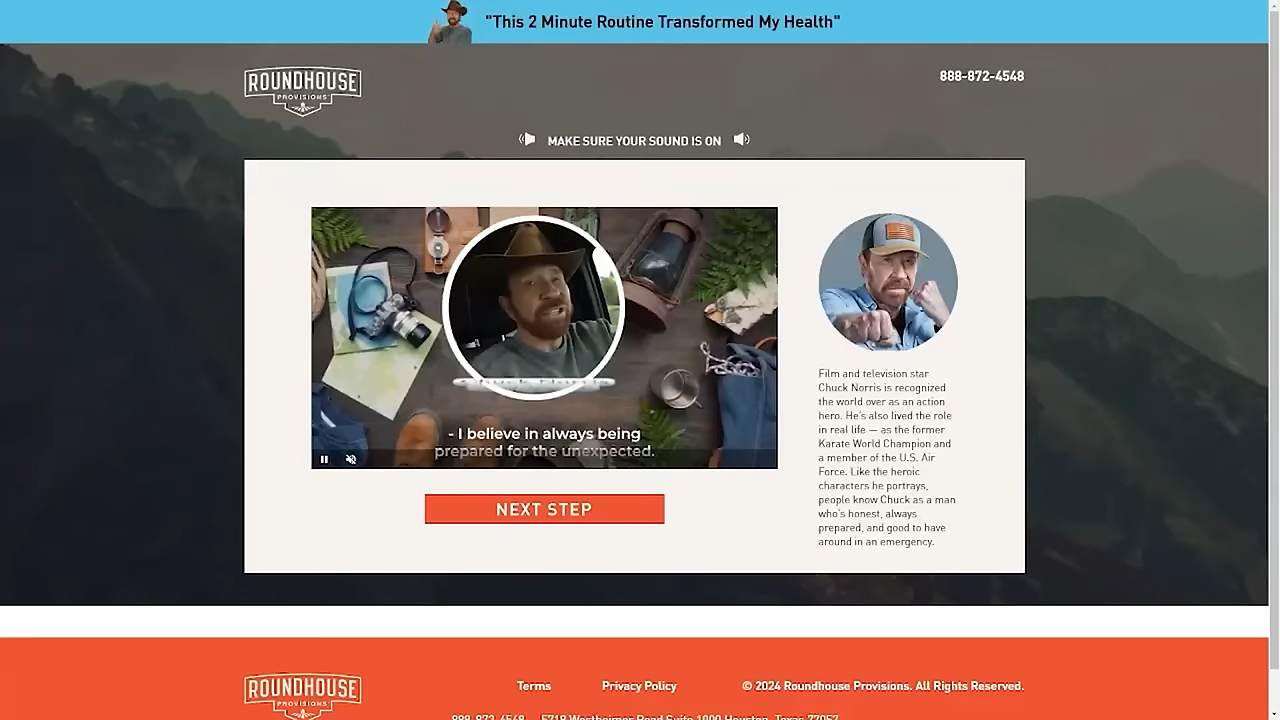 "This 2 Minute Routine Transformed My Health"
ROUNDHOUSE
PROVISIONS
888-872-4548
MAKE SURE YOUR SOUND IS ON
- I believe in always being
prepared for the unexpected.
NEXT STEP
Film and television star
Chuck Norris is recognized
the world over as an action
hero. He's also lived the role
in real life — as the former
Karate World Champion and
a member of the U.S. Air
Force. Like the heroic
characters he portrays,
people know Chuck as a man
who's honest, always
prepared, and good to have
around in an emergency.
ROUNDHOUSE
PROVISIONS
Terms
Privacy Policy
© 2024 Roundhouse Provisions. All Rights Reserved.
888-872-4548 5718 Westheimer Road Suite 1000 Houston, Texas 77057